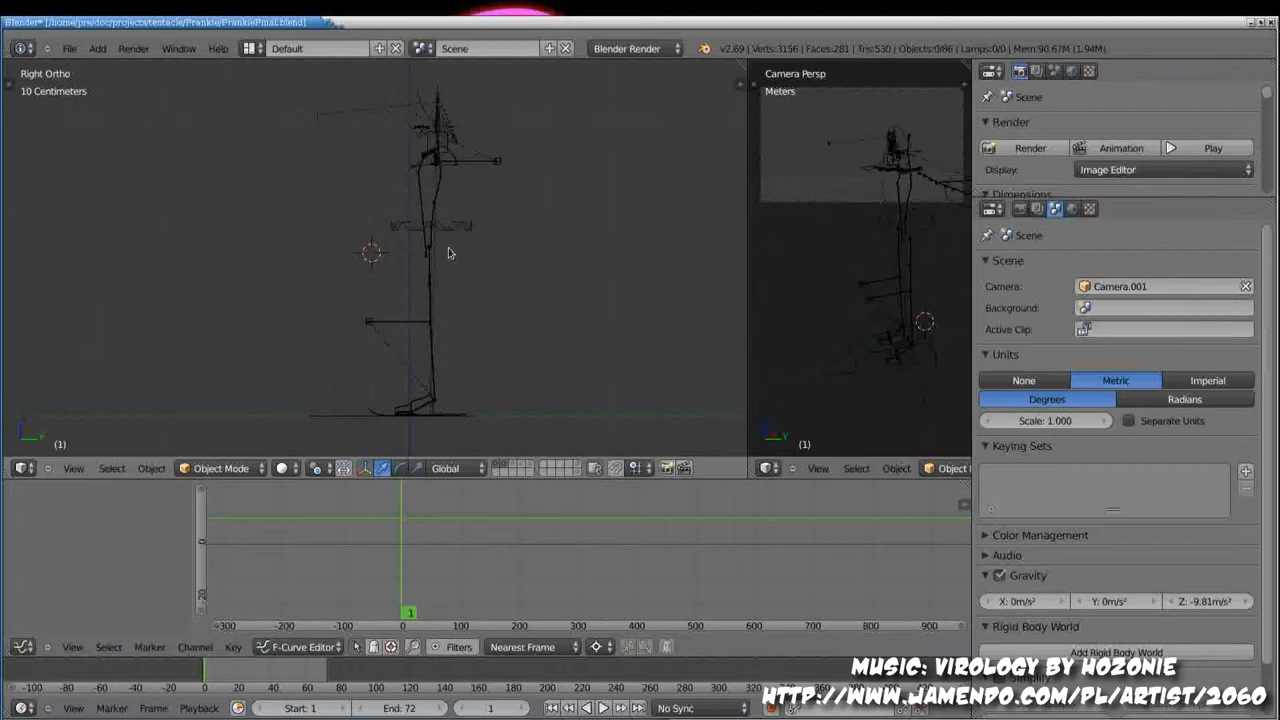 Blender* [/home/pre/doc/projects/tentacle/Frankie/FrankieFinal.blend]
File Add Render Window Help Default Scene Blender Render v2.69 | Verts:3156 | Faces:281 | Tris:530 | Objects:0/86 | Lamps:0/0 | Mem:90.67M (1.94M)
Right Ortho
10 Centimeters
(1)
Camera Persp
Meters
(1)
Scene
Render
Render Animation Play
Display: Image Editor
Dimensions
Scene
Scene
Camera: Camera.001
Background:
Active Clip:
Units
None Metric Imperial
Degrees Radians
Scale: 1.000 Separate Units
Keying Sets
Color Management
Audio
Gravity
X: 0m/s² Y: 0m/s² Z: -9.81m/s²
Rigid Body World
Add Rigid Body World
Simplify
View Select Object Object Mode Global
View Select Object Object
0
20
1
-300 -200 -100 0 100 200 300 400 500 600 700 800 900
View Select Marker Channel Key F-Curve Editor Filters Nearest Frame
-100 -80 -60 -40 -20 0 20 40 60 80 100 120 140 160 180 200 220 240 260 280
View Marker Frame Playback Start: 1 End: 72 1 No Sync
MUSIC: VIROLOGY BY HOZONIE
HTTP://WWW.JAMENDO.COM/PL/ARTIST/2060